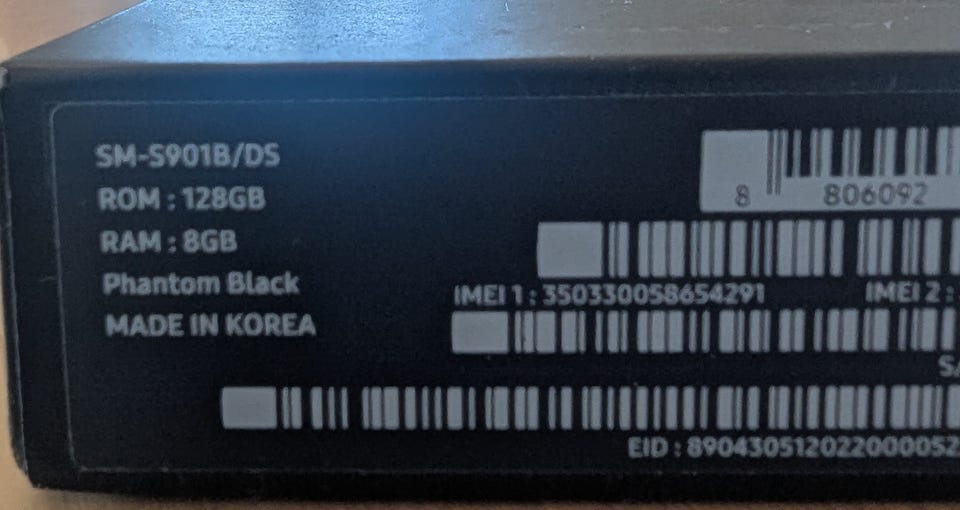 SM-S901B/DS
ROM : 128GB
RAM : 8GB
Phantom Black
MADE IN KOREA
8 806092
IMEI 1 : 350330058654291 IMEI 2 :
S/
EID : 8904305120220000052